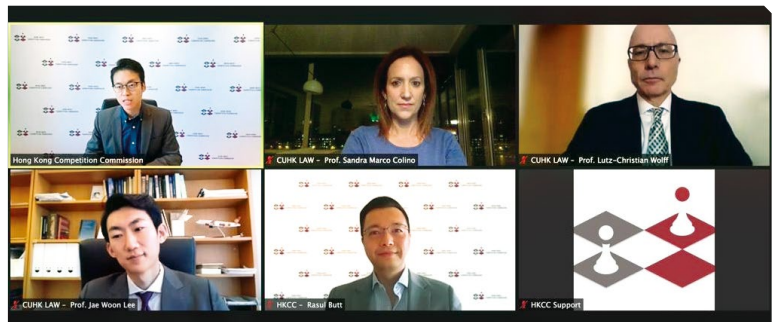 Hong Kong Competition Commission
CUHK LAW - Prof. Sandra Marco Colino
CUHK LAW - Prof. Lutz-Christian Wolff
CUHK LAW - Prof. Jae Woon Lee
HKCC - Rasul Butt
HKCC Support